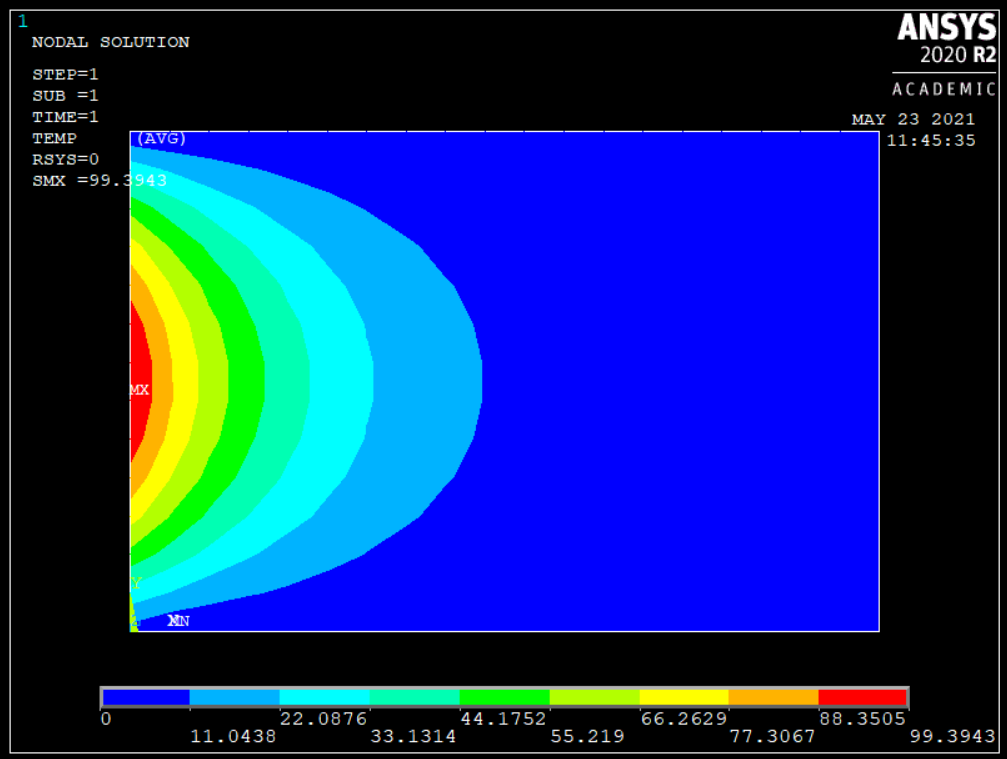 1
NODAL SOLUTION
STEP=1
SUB =1
TIME=1
TEMP (AVG)
RSYS=0
SMX =99.3943
ANSYS
2020 R2
ACADEMIC
MAY 23 2021
11:45:35
MX
Y
0
11.0438
22.0876
33.1314
44.1752
55.219
66.2629
77.3067
88.3505
99.3943